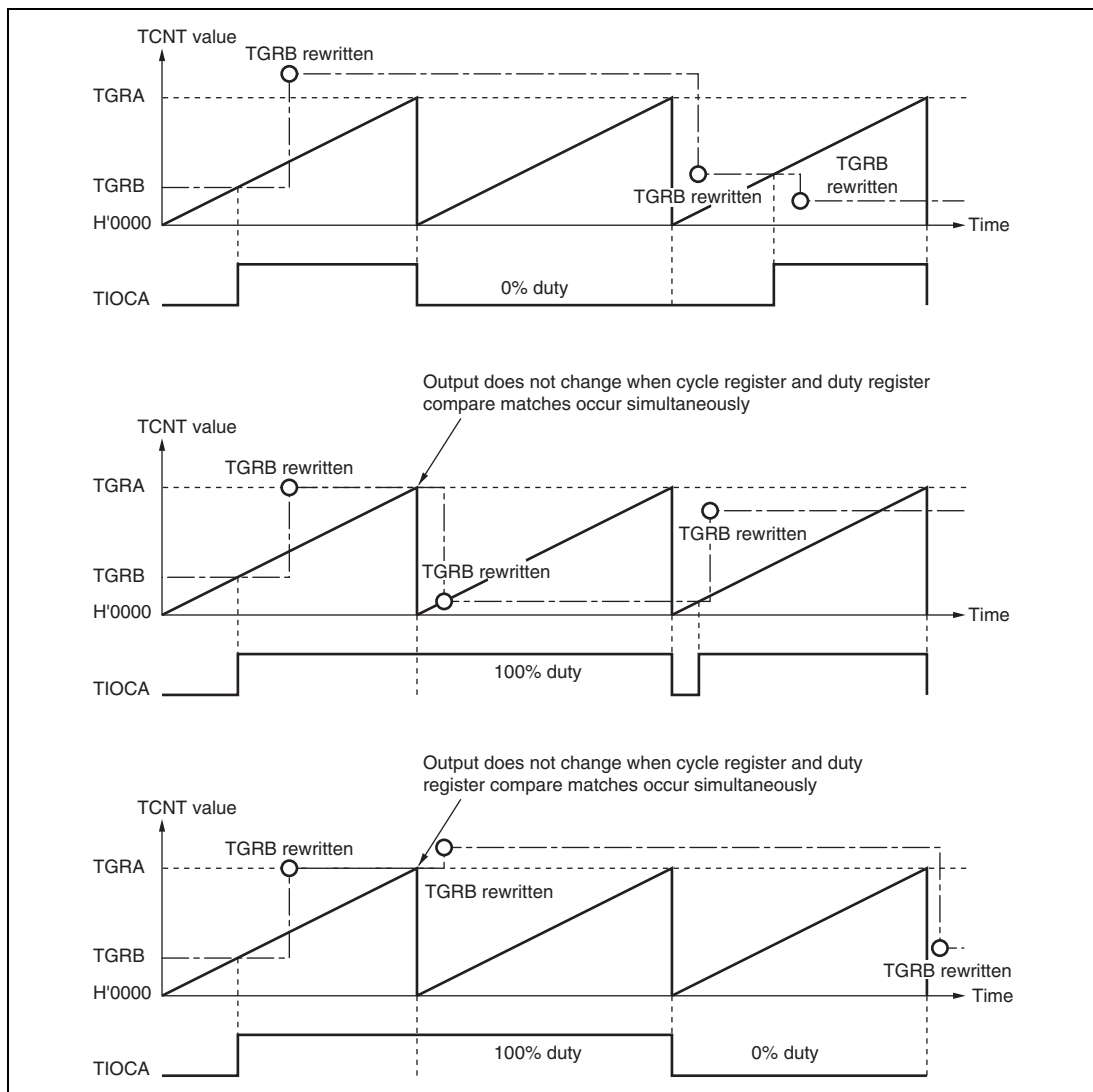 TCNT value
TGRB rewritten
TGRA
TGRB
rewritten
TGRB
TGRB rewritten
H'0000
Time
0% duty
TIOCA
Output does not change when cycle register and duty register
compare matches occur simultaneously
TCNT value
TGRB rewritten
TGRA
TGRB rewritten
TGRB
TGRB rewritten
H'0000
Time
100% duty
TIOCA
Output does not change when cycle register and duty
register compare matches occur simultaneously
TCNT value
TGRB rewritten
TGRA
TGRB rewritten
TGRB
TGRB rewritten
H'0000
Time
100% duty
0% duty
TIOCA